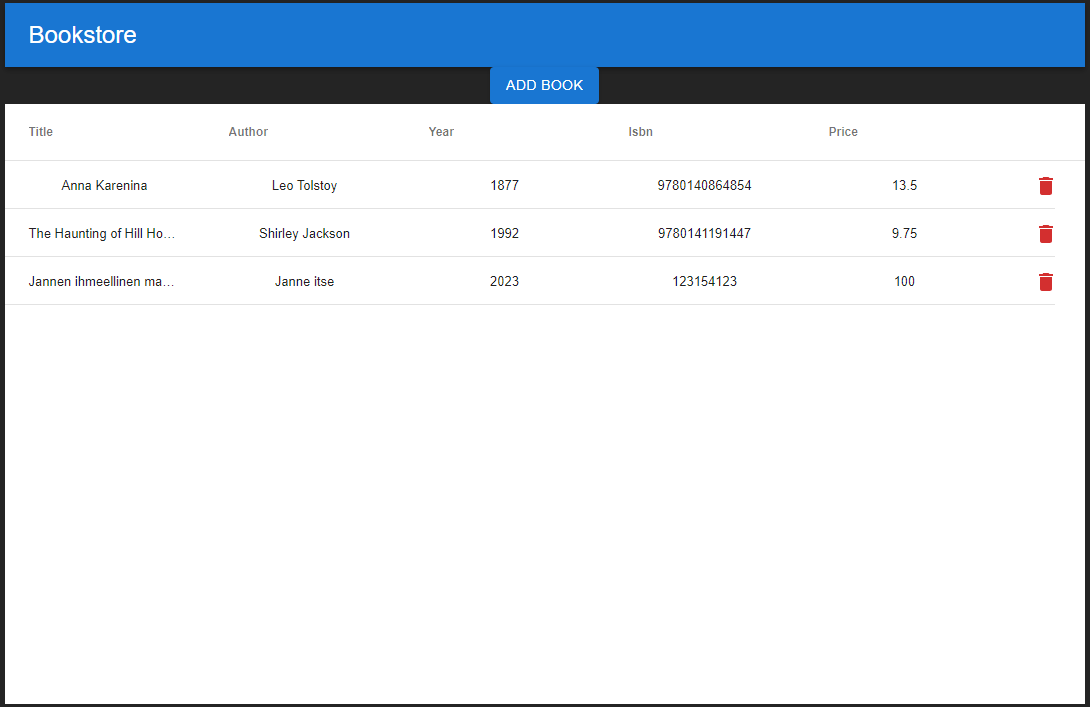 Bookstore
ADD BOOK
Title Author Year Isbn Price
Anna Karenina Leo Tolstoy 1877 9780140864854 13.5
The Haunting of Hill Ho... Shirley Jackson 1992 9780141191447 9.75
Jannen ihmeellinen ma... Janne itse 2023 123154123 100